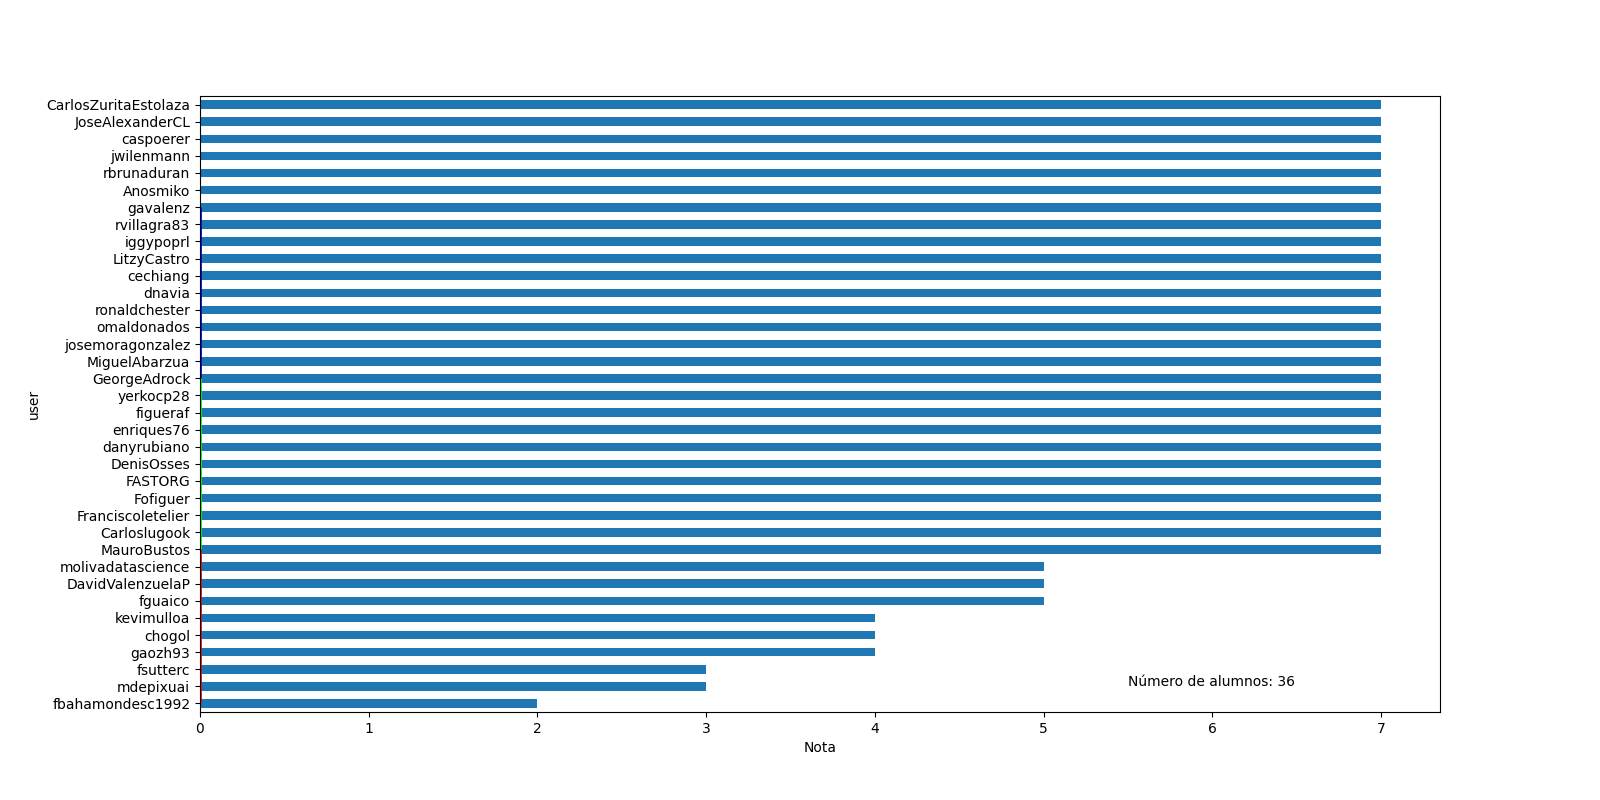 CarlosZuritaEstolaza
JoseAlexanderCL
caspoerer
jwilenmann
rbrunaduran
Anosmiko
gavalenz
rvillagra83
iggypoprl
LitzyCastro
cechiang
dnavia
ronaldchester
omaldonados
josemoragonzalez
MiguelAbarzua
GeorgeAdrock
yerkocp28
figueraf
enriques76
danyrubiano
DenisOsses
FASTORG
Fofiguer
Franciscoletelier
Carloslugook
MauroBustos
molivadatascience
DavidValenzuelaP
fguaico
kevimulloa
chogol
gaozh93
fsutterc
mdepixuai
fbahamondesc1992
user
Número de alumnos: 36
0 1 2 3 4 5 6 7
Nota